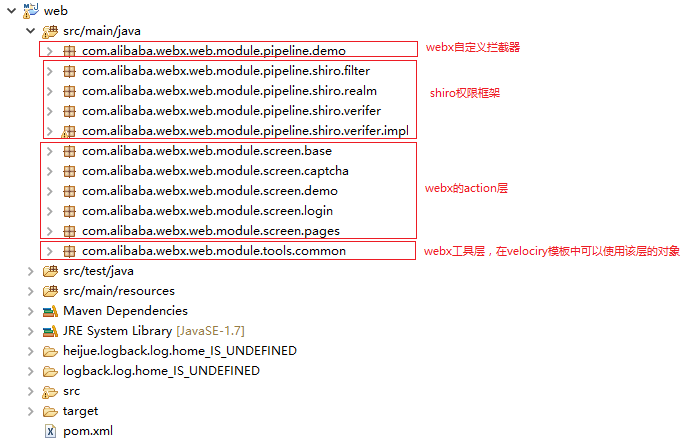 web
src/main/java
com.alibaba.webx.web.module.pipeline.demo webx自定义拦截器
com.alibaba.webx.web.module.pipeline.shiro.filter
com.alibaba.webx.web.module.pipeline.shiro.realm shiro权限框架
com.alibaba.webx.web.module.pipeline.shiro.verifer
com.alibaba.webx.web.module.pipeline.shiro.verifer.impl
com.alibaba.webx.web.module.screen.base
com.alibaba.webx.web.module.screen.captcha
com.alibaba.webx.web.module.screen.demo webx的action层
com.alibaba.webx.web.module.screen.login
com.alibaba.webx.web.module.screen.pages
com.alibaba.webx.web.module.tools.common webx工具层，在velociry模板中可以使用该层的对象
src/test/java
src/main/resources
Maven Dependencies
JRE System Library [JavaSE-1.7]
heijue.logback.log.home_IS_UNDEFINED
logback.log.home_IS_UNDEFINED
src
target
pom.xml